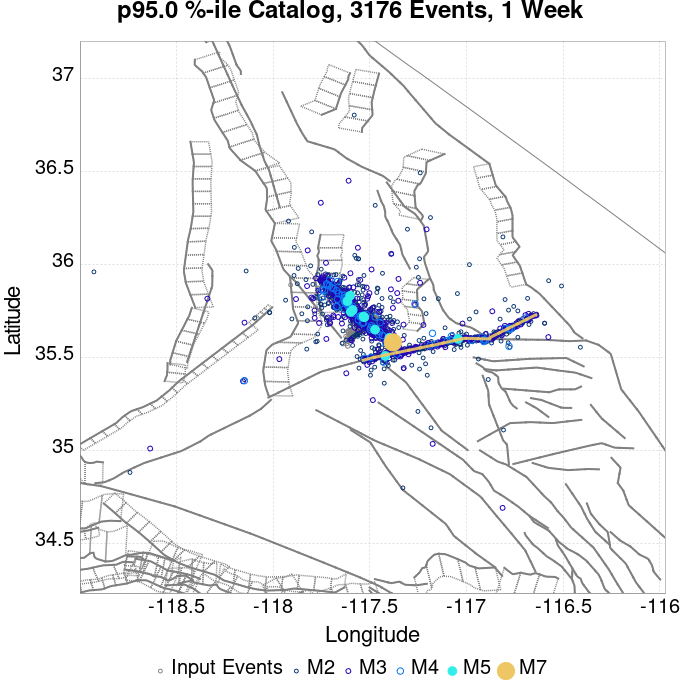 p95.0 %-ile Catalog, 3176 Events, 1 Week
37
36.5
36
35.5
35
34.5
Latitude
-118.5 -118 -117.5 -117 -116.5 -116
Longitude
Input Events M2 M3 M4 M5 M7